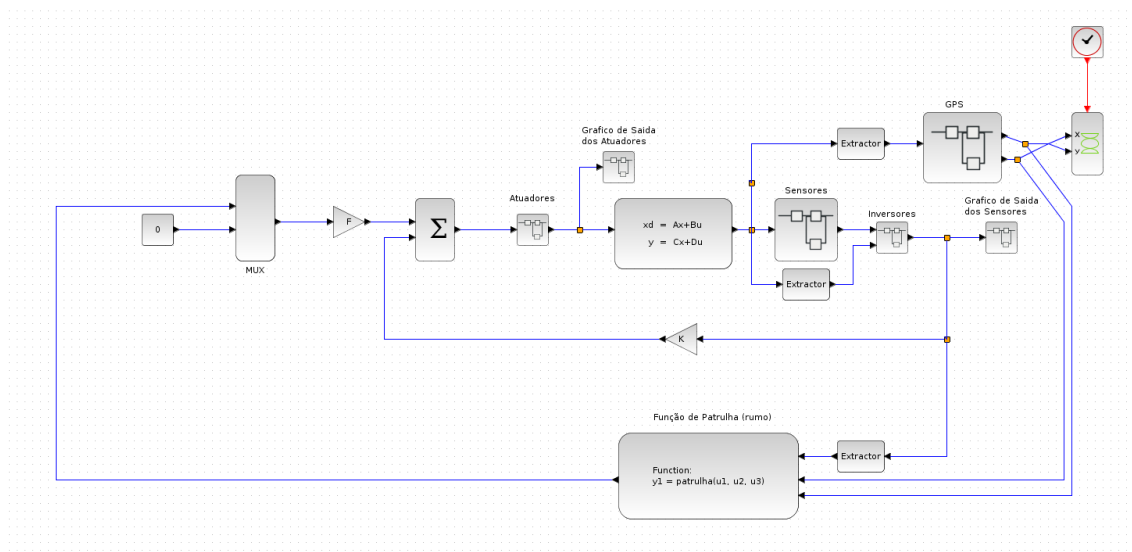 GPS
Grafico de Saida
dos Atuadores
Extractor
x
y
Atuadores
Sensores
Inversores
Grafico de Saida
dos Sensores
0
F
Σ
xd = Ax+Bu
y = Cx+Du
MUX
Extractor
K
Função de Patrulha (rumo)
Extractor
Function:
y1 = patrulha(u1, u2, u3)